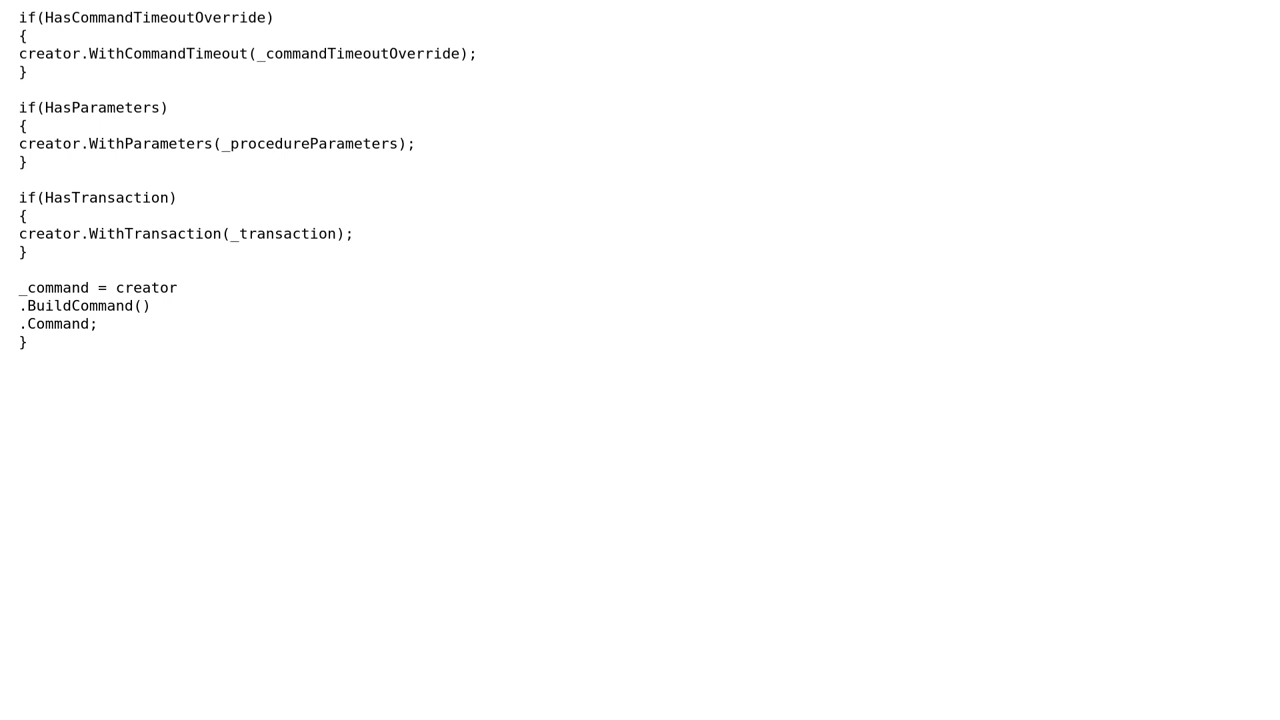 if(HasCommandTimeoutOverride)
{
creator.WithCommandTimeout(_commandTimeoutOverride);
}

if(HasParameters)
{
creator.WithParameters(_procedureParameters);
}

if(HasTransaction)
{
creator.WithTransaction(_transaction);
}

_command = creator
.BuildCommand()
.Command;
}